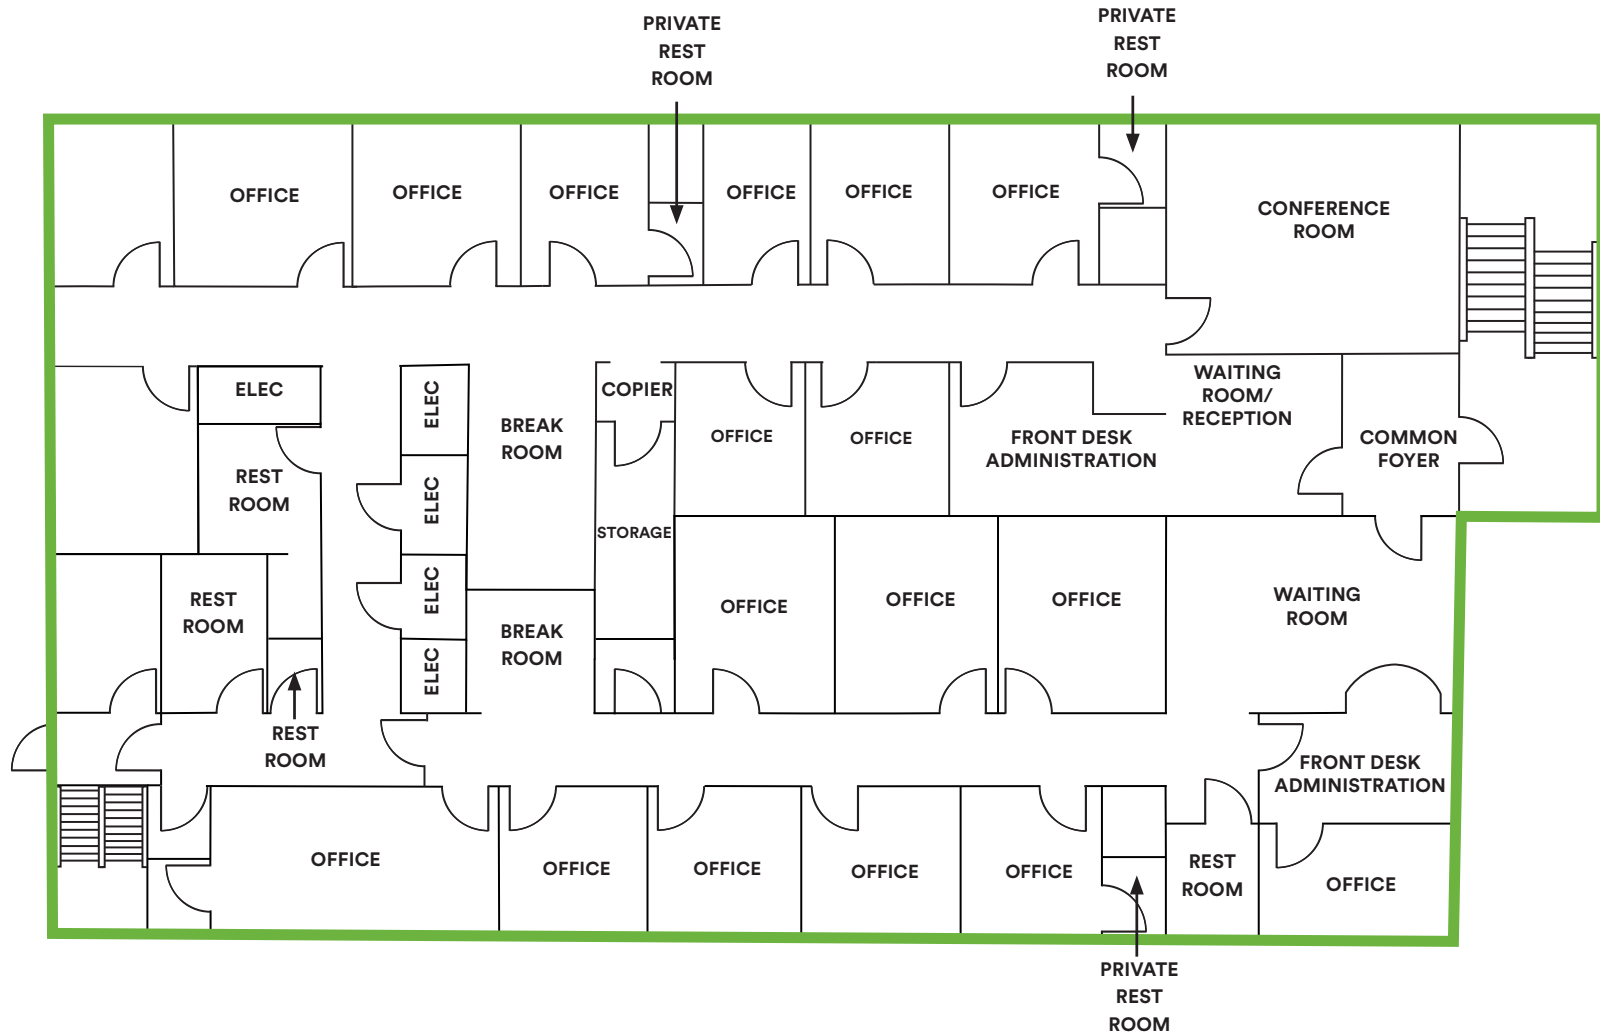 PRIVATE
REST
ROOM
PRIVATE
REST
ROOM
OFFICE
OFFICE
OFFICE
OFFICE
OFFICE
OFFICE
CONFERENCE
ROOM
ELEC
ELEC
BREAK
ROOM
COPIER
OFFICE
OFFICE
FRONT DESK
ADMINISTRATION
WAITING
ROOM/
RECEPTION
COMMON
FOYER
REST
ROOM
ELEC
STORAGE
REST
ROOM
ELEC
BREAK
ROOM
OFFICE
OFFICE
OFFICE
WAITING
ROOM
ELEC
REST
ROOM
FRONT DESK
ADMINISTRATION
OFFICE
OFFICE
OFFICE
OFFICE
OFFICE
REST
ROOM
OFFICE
PRIVATE
REST
ROOM